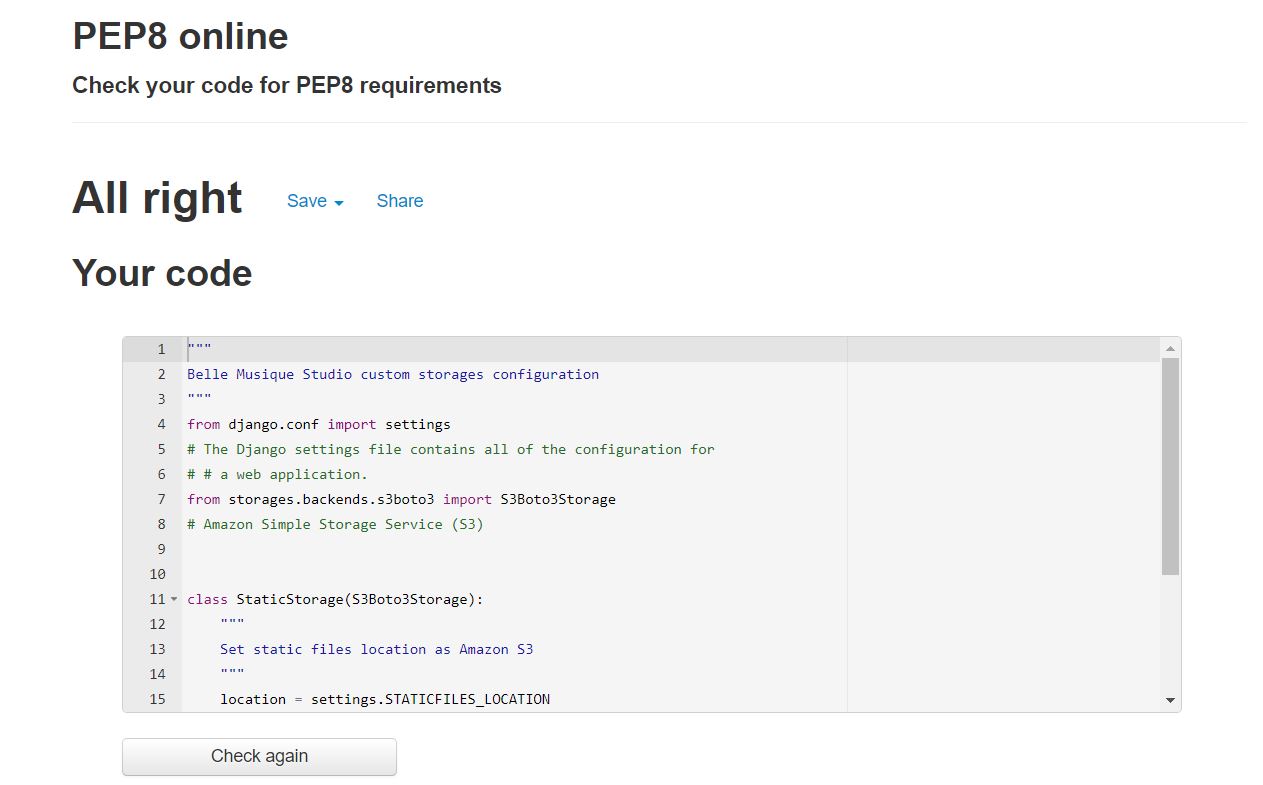 PEP8 online
Check your code for PEP8 requirements
All right Save Share
Your code
1 """
2 Belle Musique Studio custom storages configuration
3 """
4 from django.conf import settings
5 # The Django settings file contains all of the configuration for
6 # # a web application.
7 from storages.backends.s3boto3 import S3Boto3Storage
8 # Amazon Simple Storage Service (S3)
9
10
11 class StaticStorage(S3Boto3Storage):
12     """
13     Set static files location as Amazon S3
14     """
15     location = settings.STATICFILES_LOCATION
Check again